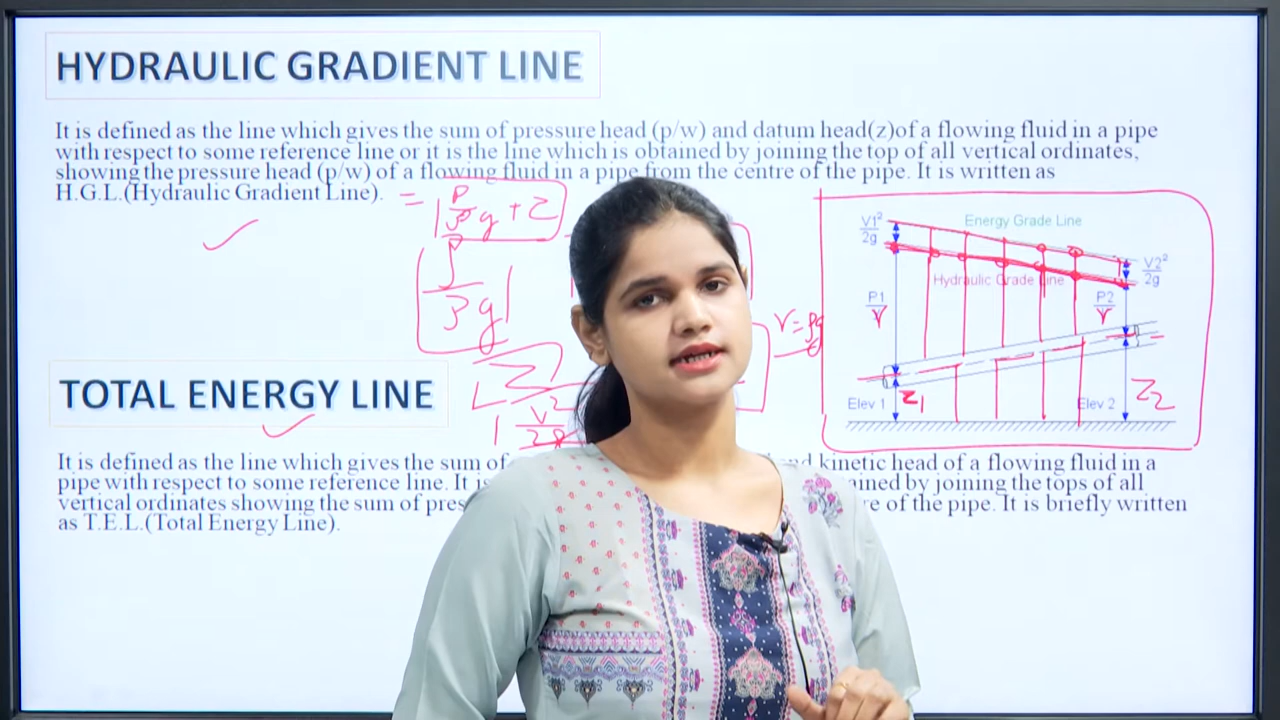 HYDRAULIC GRADIENT LINE
It is defined as the line which gives the sum of pressure head (p/w) and datum head(z)of a flowing fluid in a pipe
with respect to some reference line or it is the line which is obtained by joining the top of all vertical ordinates,
showing the pressure head (p/w) of a flowing fluid in a pipe from the centre of the pipe. It is written as
H.G.L.(Hydraulic Gradient Line).
V1²
2g
Energy Grade Line
V2²
2g
Hydraulic Grade Line
P1
P2
Elev 1
Z1
Elev 2
Z2
TOTAL ENERGY LINE
It is defined as the line which gives the sum of and kinetic head of a flowing fluid in a
pipe with respect to some reference line. It is obtained by joining the tops of all
vertical ordinates showing the sum of centre of the pipe. It is briefly written
as T.E.L.(Total Energy Line).